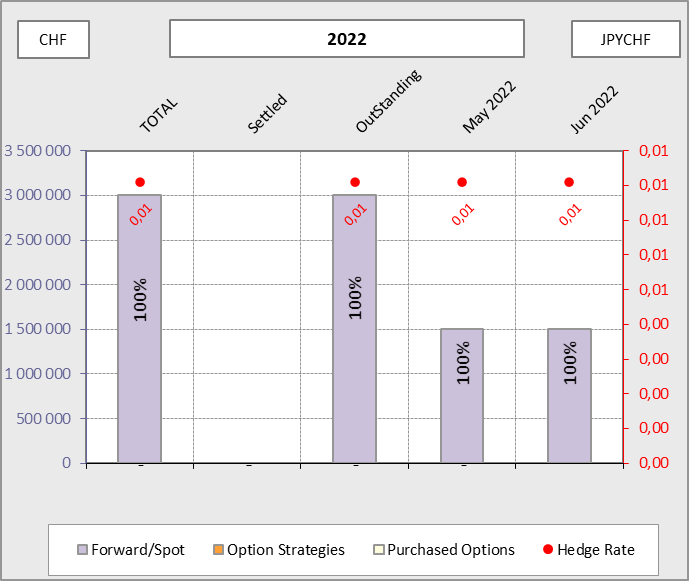 CHF
2022
JPYCHF
TOTAL
Settled
OutStanding
May 2022
Jun 2022
3 500 000
3 000 000
2 500 000
2 000 000
1 500 000
1 000 000
500 000
0
0,01
0,01
0,01
0,01
0,01
0,00
0,00
0,00
0,00
0,00
0,01
0,01
0,01
0,01
100%
100%
100%
100%
-
-
-
-
Forward/Spot
Option Strategies
Purchased Options
Hedge Rate